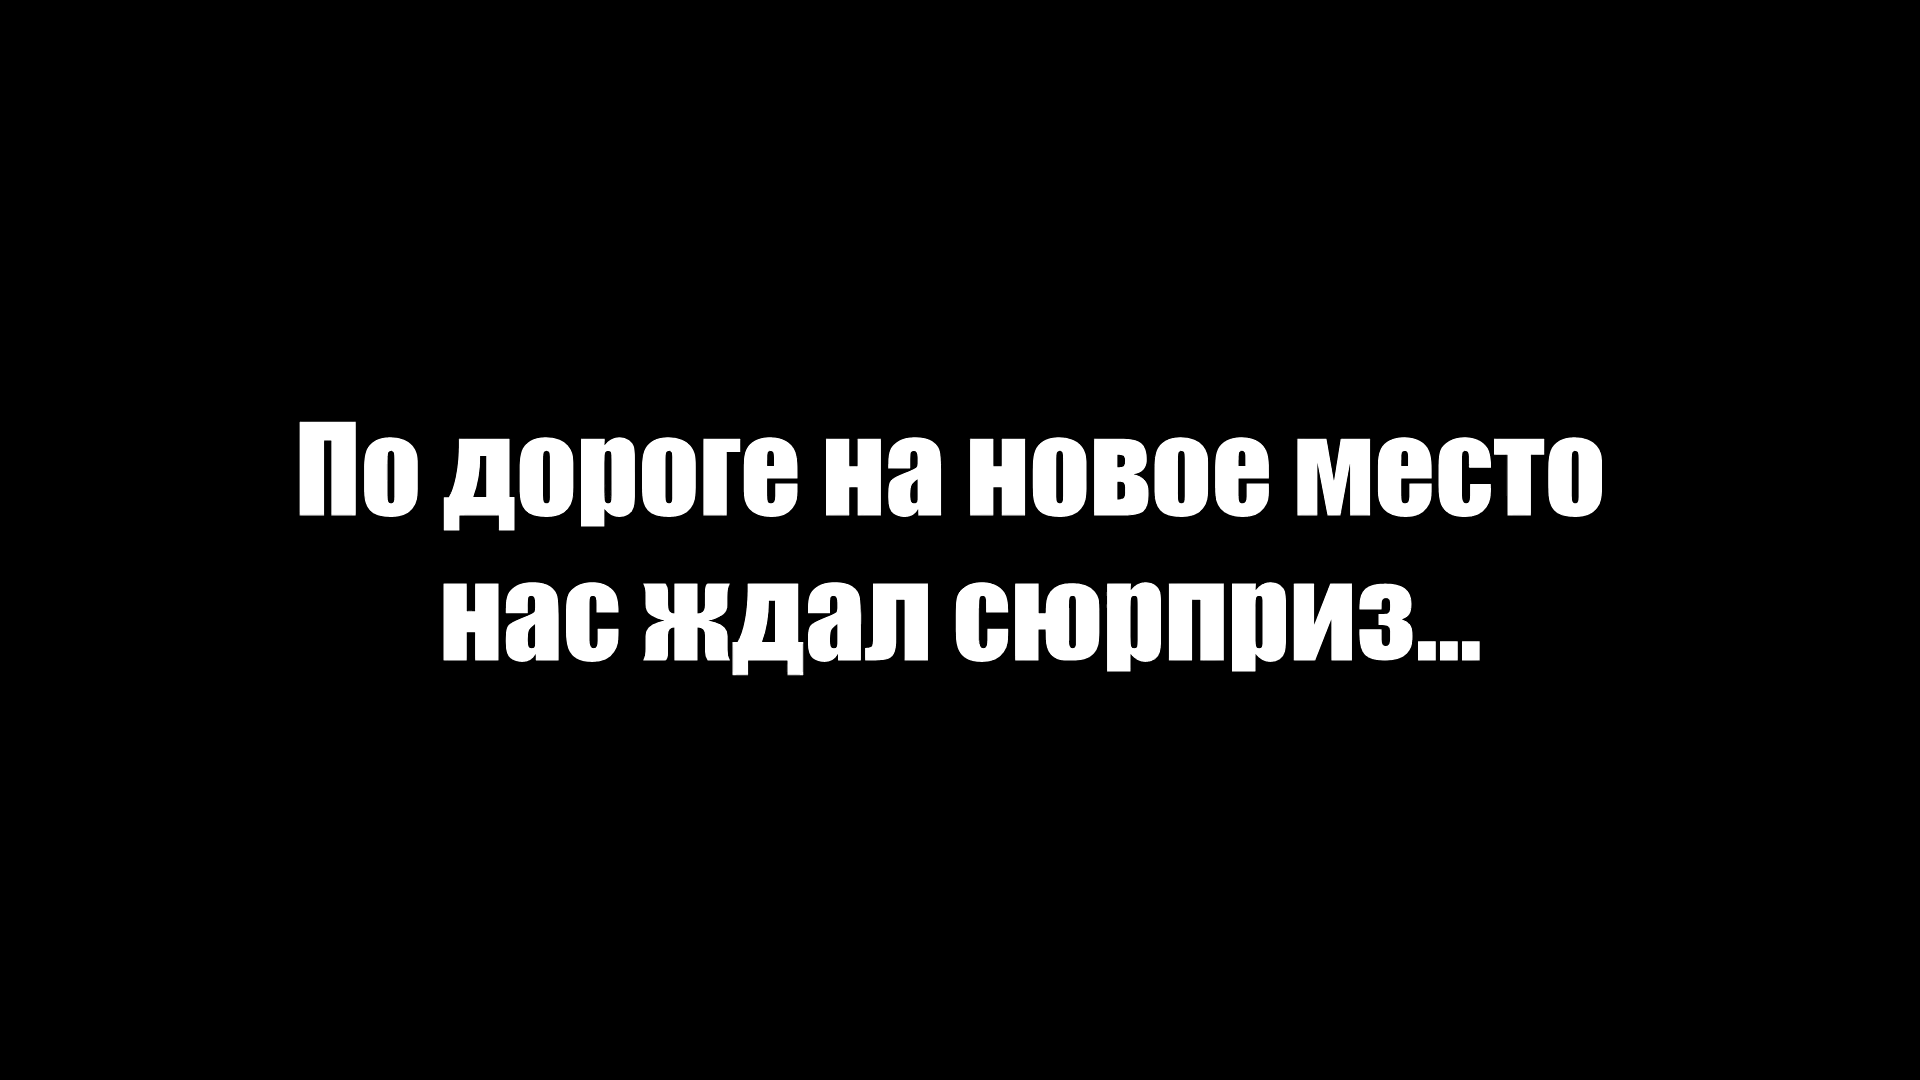 По дороге на новое место
нас ждал сюрприз...